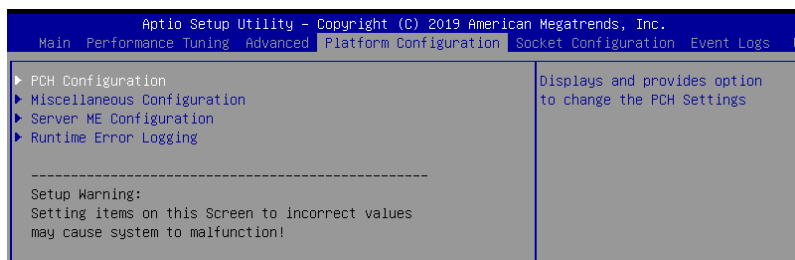 Aptio Setup Utility – Copyright (C) 2019 American Megatrends, Inc.
Main Performance Tuning Advanced Platform Configuration Socket Configuration Event Logs
PCH Configuration
Miscellaneous Configuration
Server ME Configuration
Runtime Error Logging
------------------------------------------------
Setup Warning:
Setting items on this Screen to incorrect values
may cause system to malfunction!
Displays and provides option
to change the PCH Settings